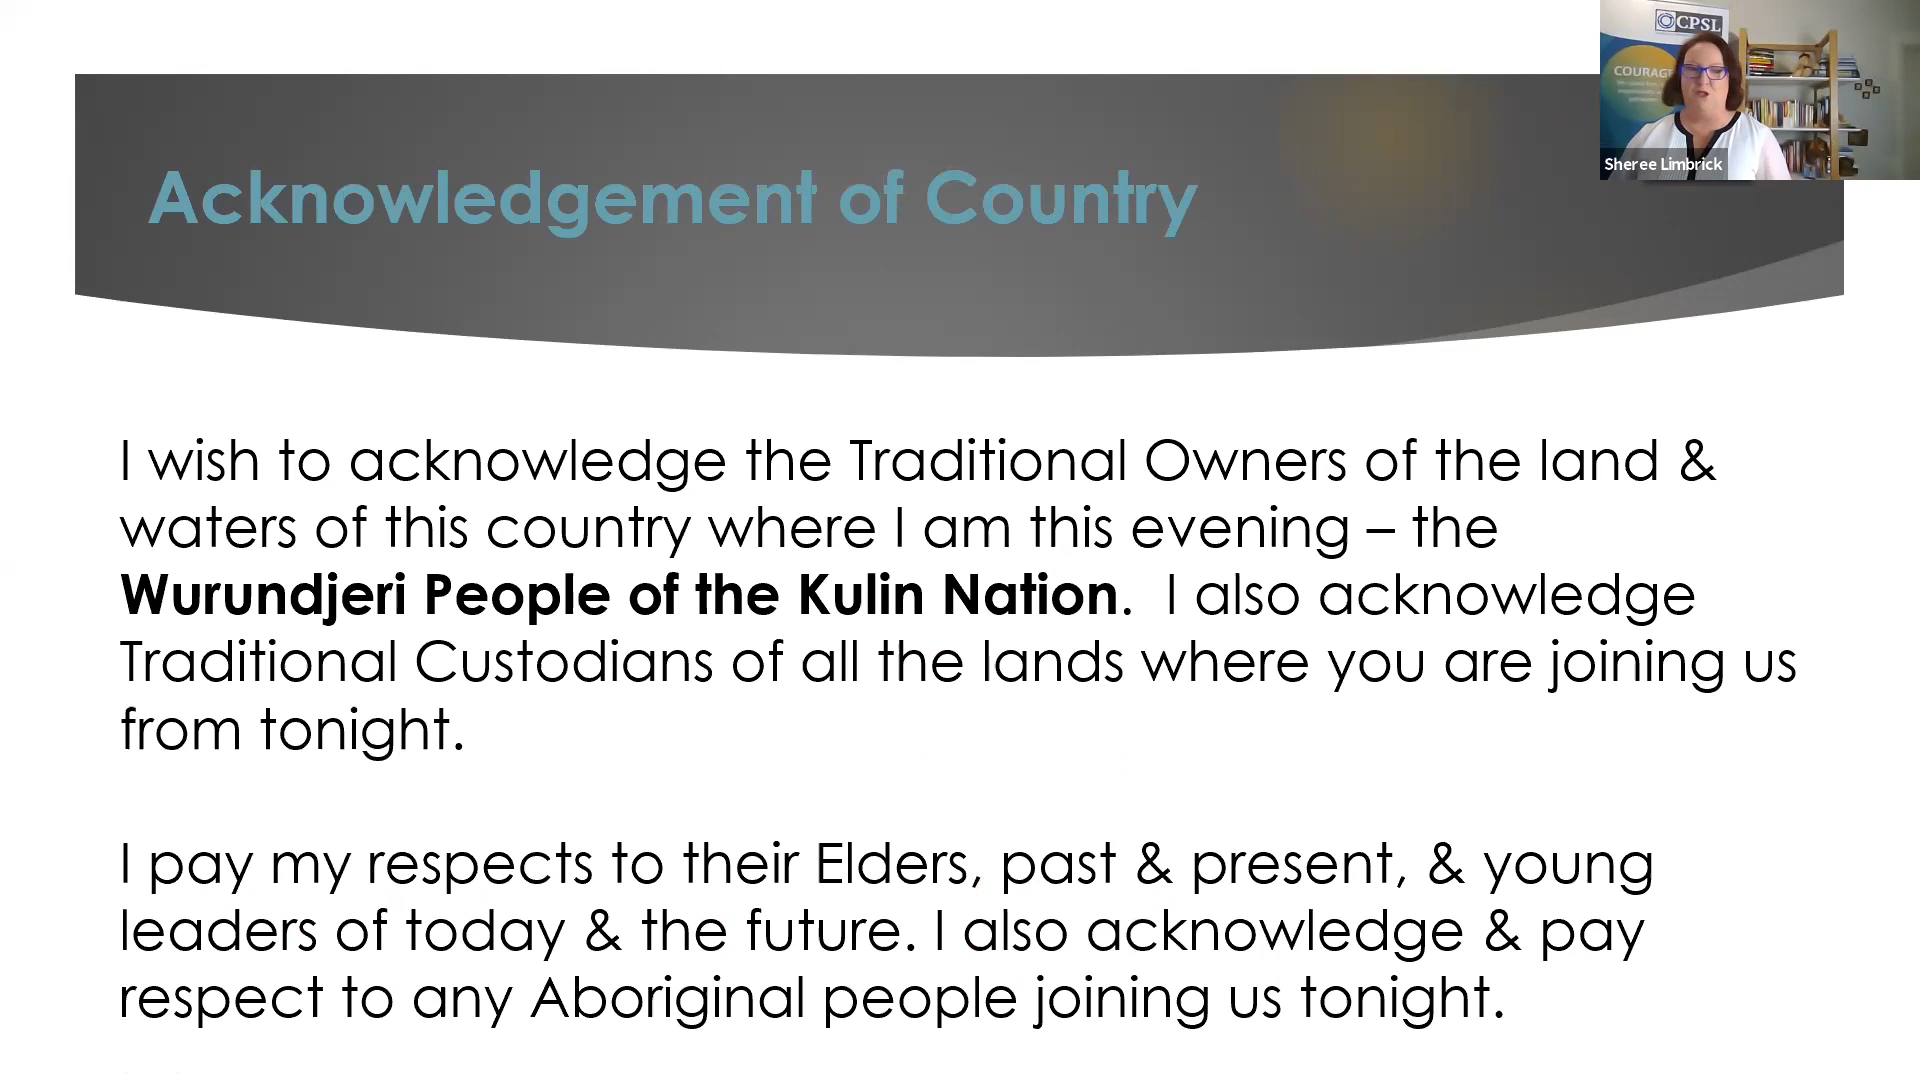 CPSL
COURAGE
Sheree Limbrick
Acknowledgement of Country
I wish to acknowledge the Traditional Owners of the land &
waters of this country where I am this evening – the
Wurundjeri People of the Kulin Nation.  I also acknowledge
Traditional Custodians of all the lands where you are joining us
from tonight.
I pay my respects to their Elders, past & present, & young
leaders of today & the future. I also acknowledge & pay
respect to any Aboriginal people joining us tonight.